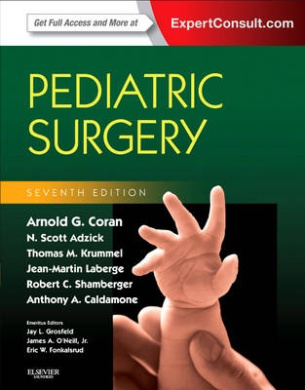 Get Full Access and More at
ExpertConsult.com
PEDIATRIC
SURGERY
SEVENTH EDITION
Arnold G. Coran
N. Scott Adzick
Thomas M. Krummel
Jean-Martin Laberge
Robert C. Shamberger
Anthony A. Caldamone
Emeritus Editors
Jay L. Grosfeld
James A. O'Neill, Jr.
Eric W. Fonkalsrud
ELSEVIER
SAUNDERS